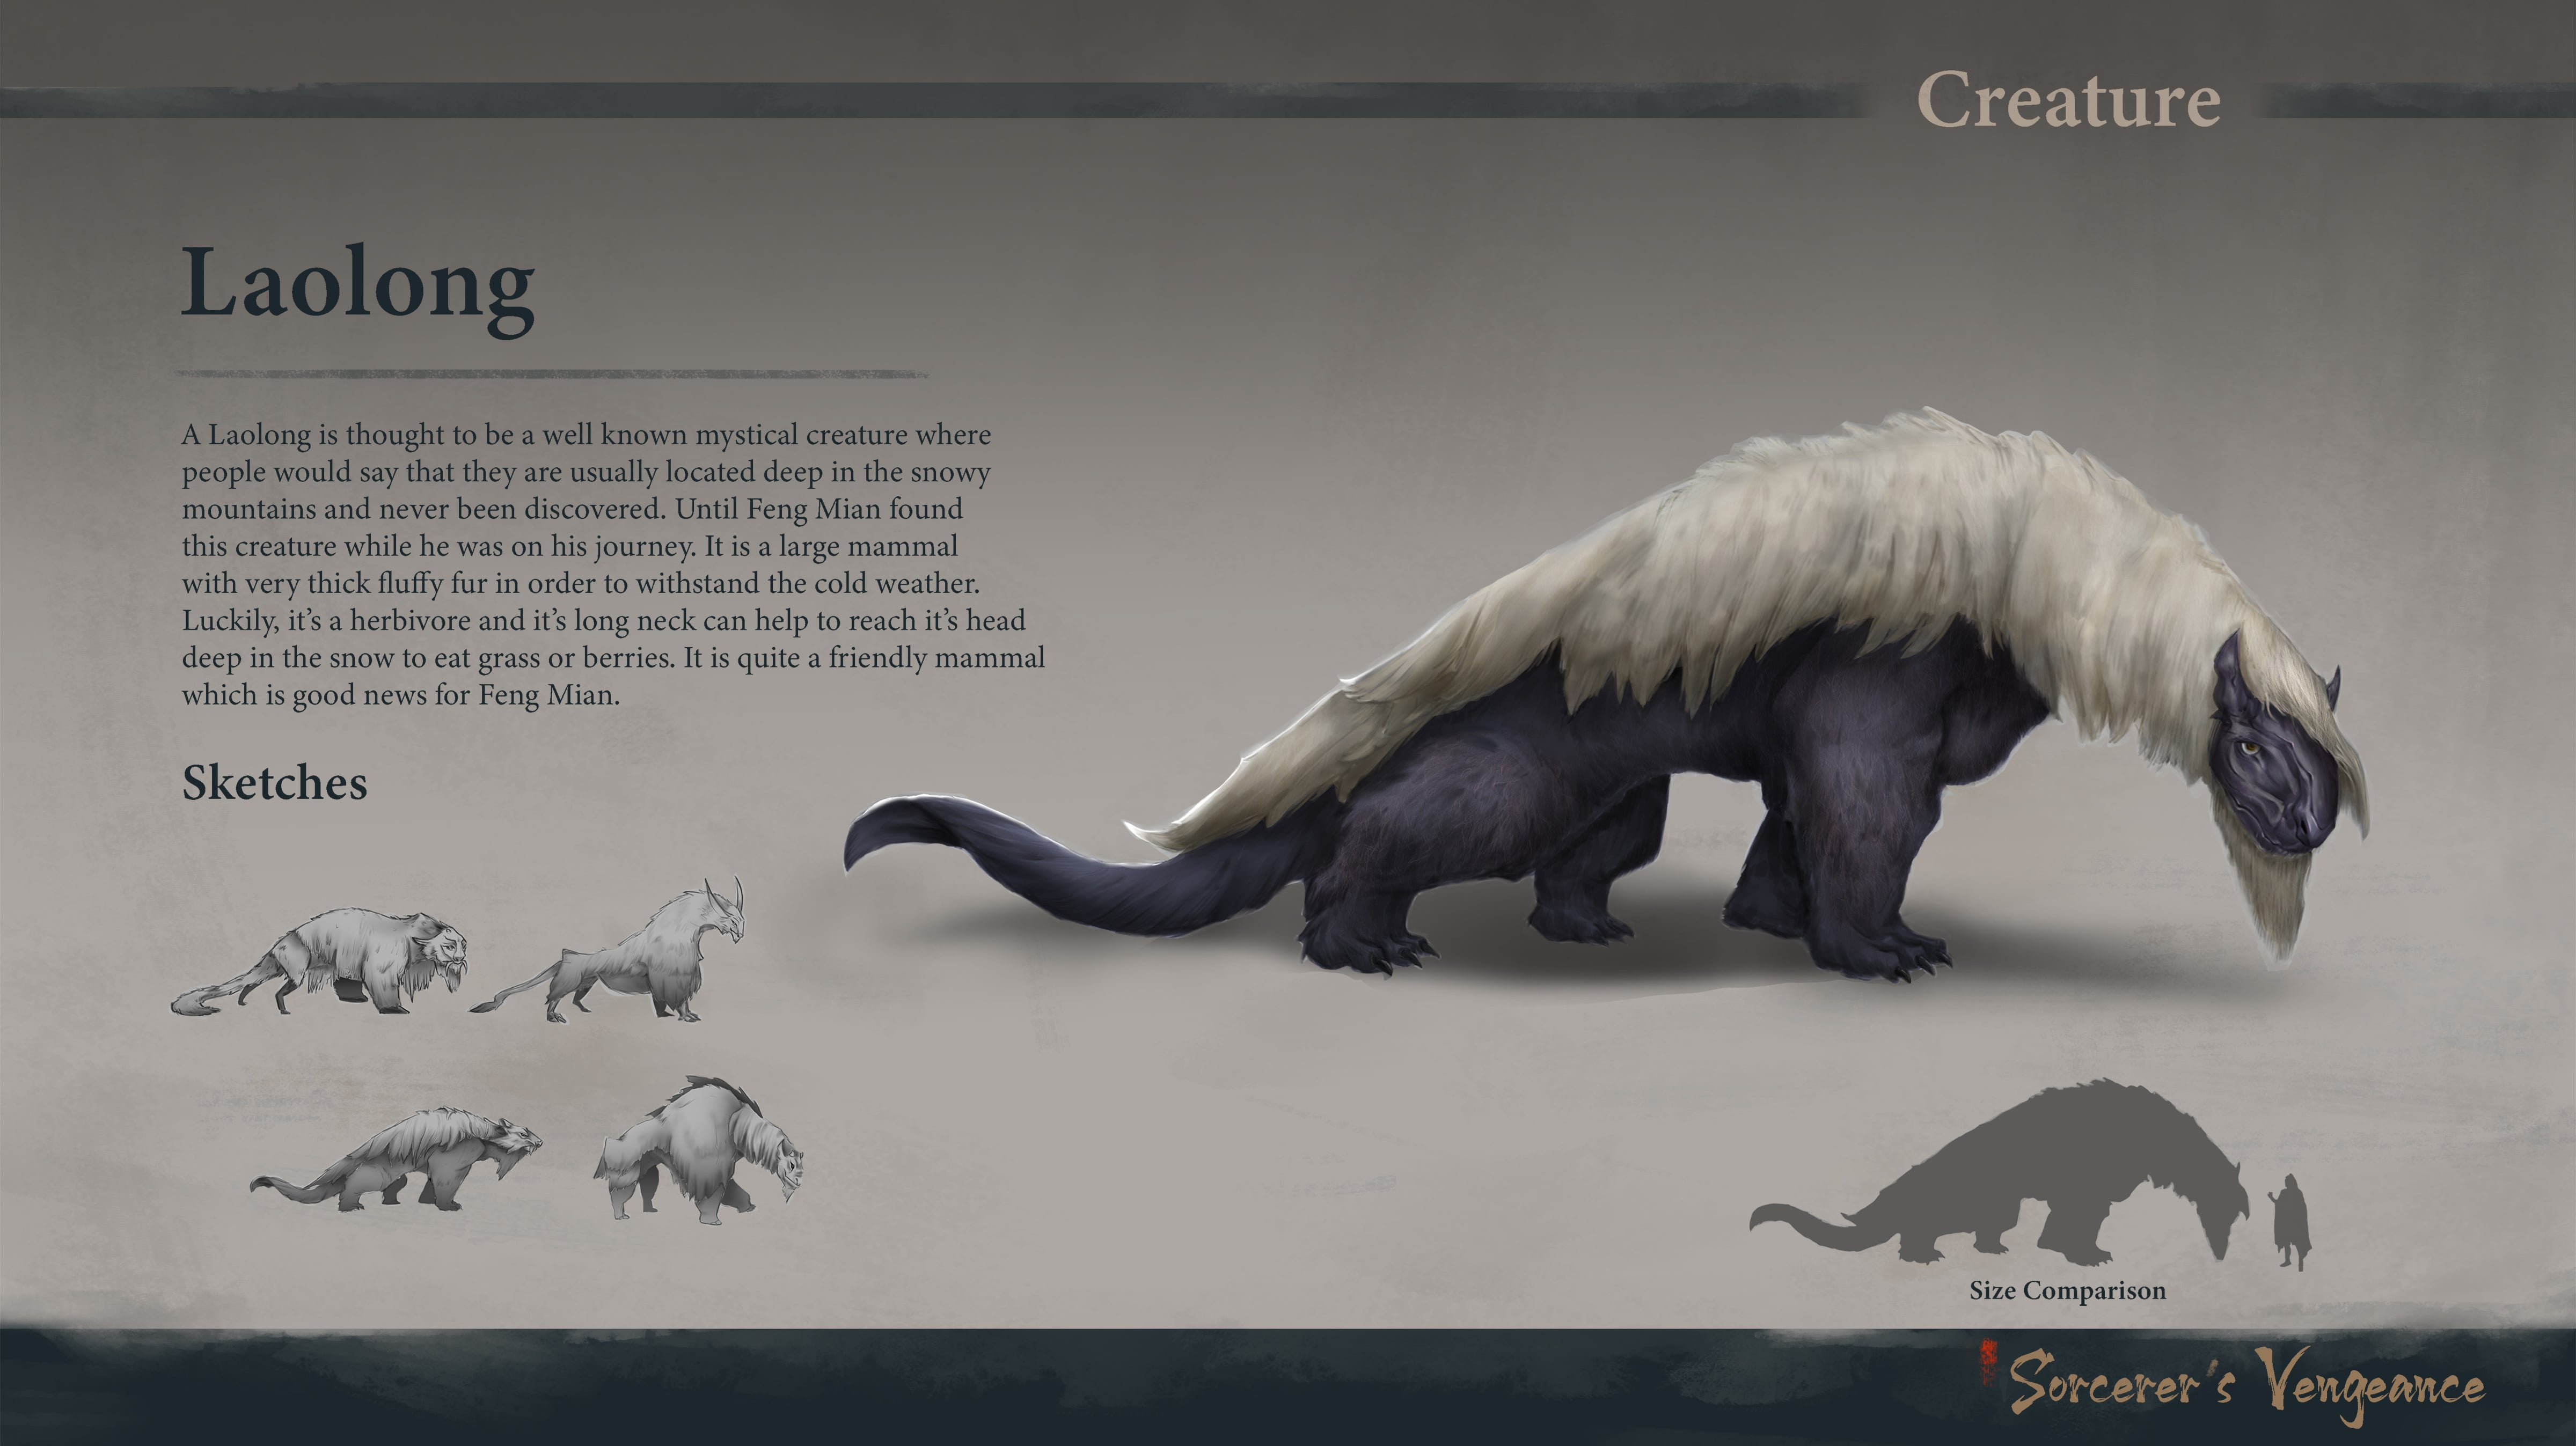 Creature
Laolong
A Laolong is thought to be a well known mystical creature where
people would say that they are usually located deep in the snowy
mountains and never been discovered. Until Feng Mian found
this creature while he was on his journey. It is a large mammal
with very thick fluffy fur in order to withstand the cold weather.
Luckily, it’s a herbivore and it’s long neck can help to reach it’s head
deep in the snow to eat grass or berries. It is quite a friendly mammal
which is good news for Feng Mian.
Sketches
Size Comparison
Sorcerer's Vengeance